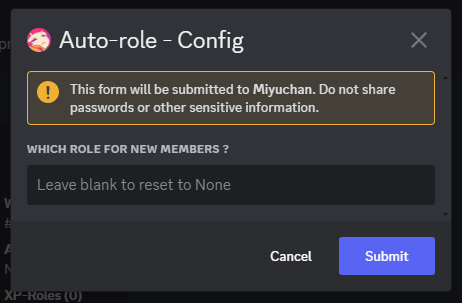 Auto-role - Config
This form will be submitted to Miyuchan. Do not share
passwords or other sensitive information.
WHICH ROLE FOR NEW MEMBERS ?
Leave blank to reset to None
Cancel
Submit
XP-Roles (0)